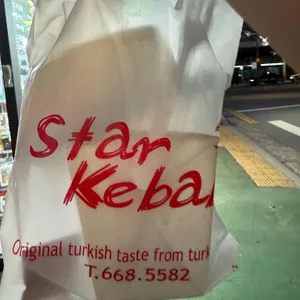 Star
Keba
Original turkish taste from turk
T.668.5582